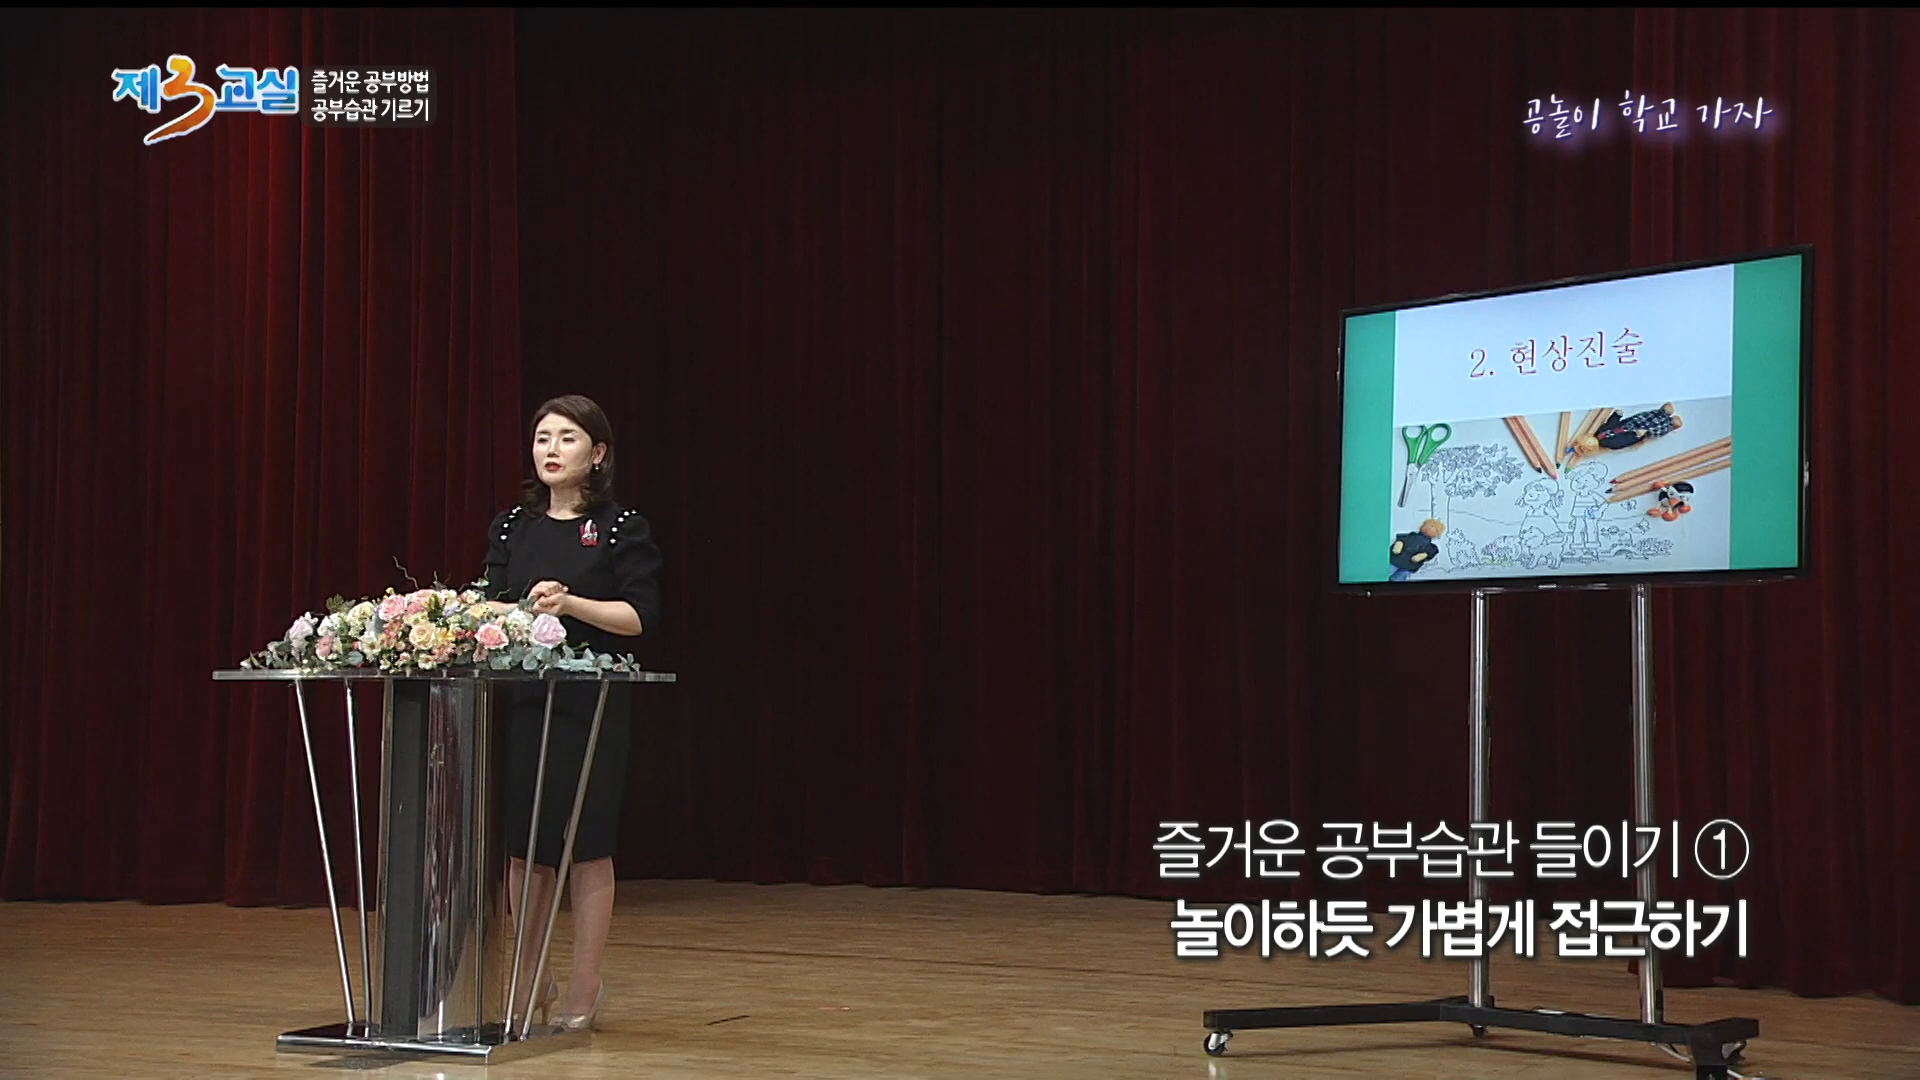 제3교실
즐거운 공부방법
공부습관 기르기
공놀이 학교 가자
2. 현상진술
즐거운 공부습관 들이기 ①
놀이하듯 가볍게 접근하기